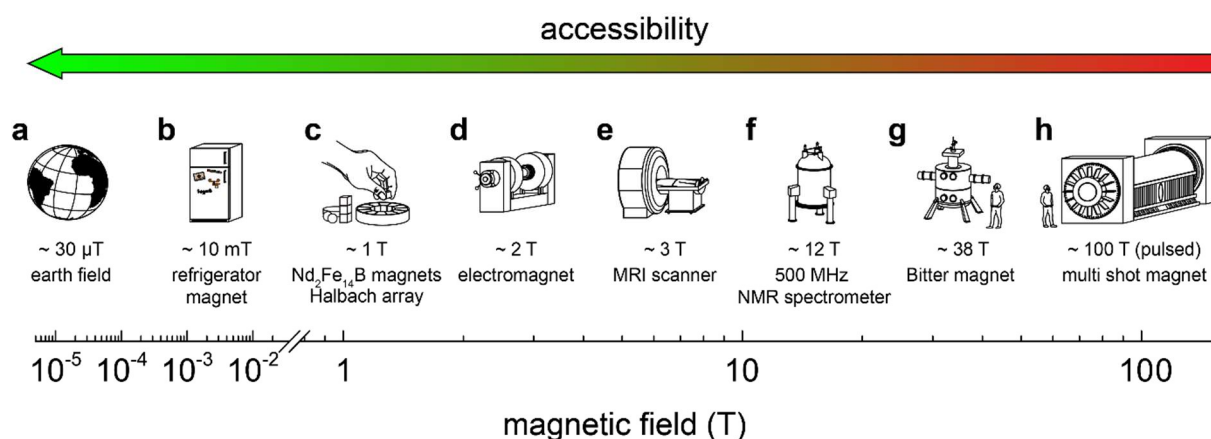 accessibility
a b c d e f g h
~ 30 µT
earth field
~ 10 mT
refrigerator
magnet
~ 1 T
Nd₂Fe₁₄B magnets
Halbach array
~ 2 T
electromagnet
~ 3 T
MRI scanner
~ 12 T
500 MHz
NMR spectrometer
~ 38 T
Bitter magnet
~ 100 T (pulsed)
multi shot magnet
10⁻⁵ 10⁻⁴ 10⁻³ 10⁻² 1 10 100
magnetic field (T)